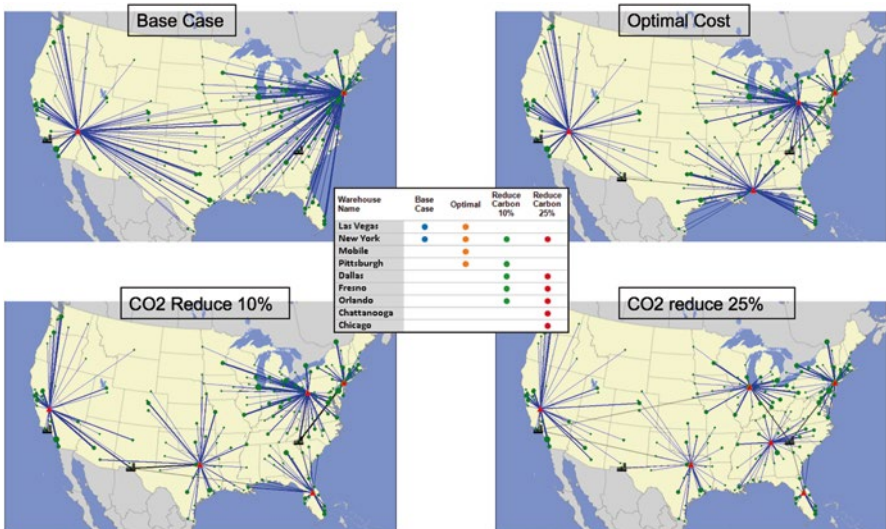 Base Case
Optimal Cost
Warehouse Name Base Case Optimal Reduce Carbon 10% Reduce Carbon 25%
Las Vegas
New York
Mobile
Pittsburgh
Dallas
Fresno
Orlando
Chattanooga
Chicago
CO2 Reduce 10%
CO2 reduce 25%